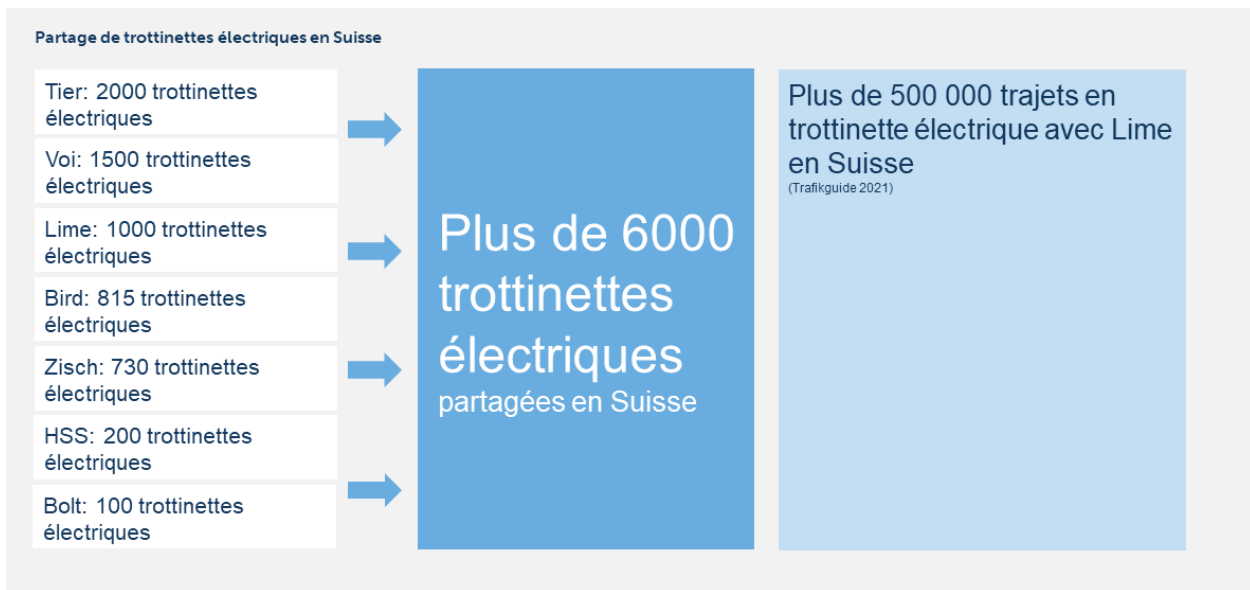 Partage de trottinettes électriques en Suisse
Tier: 2000 trottinettes
électriques
Voi: 1500 trottinettes
électriques
Lime: 1000 trottinettes
électriques
Bird: 815 trottinettes
électriques
Zisch: 730 trottinettes
électriques
HSS: 200 trottinettes
électriques
Bolt: 100 trottinettes
électriques
Plus de 6000
trottinettes
électriques
partagées en Suisse
Plus de 500 000 trajets en
trottinette électrique avec Lime
en Suisse
(Trafikguide 2021)